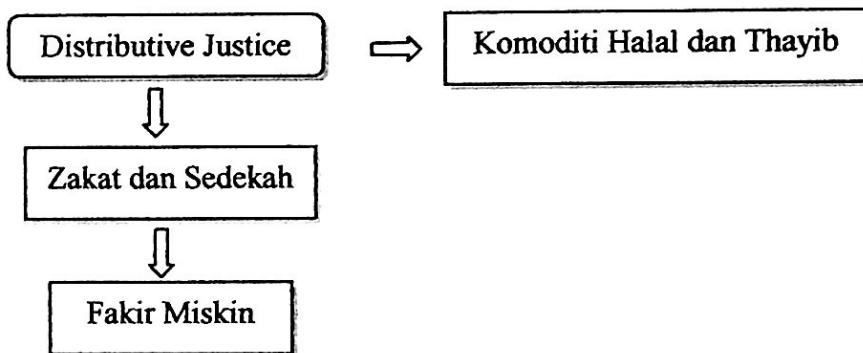 Distributive Justice
Komoditi Halal dan Thayib
Zakat dan Sedekah
Fakir Miskin